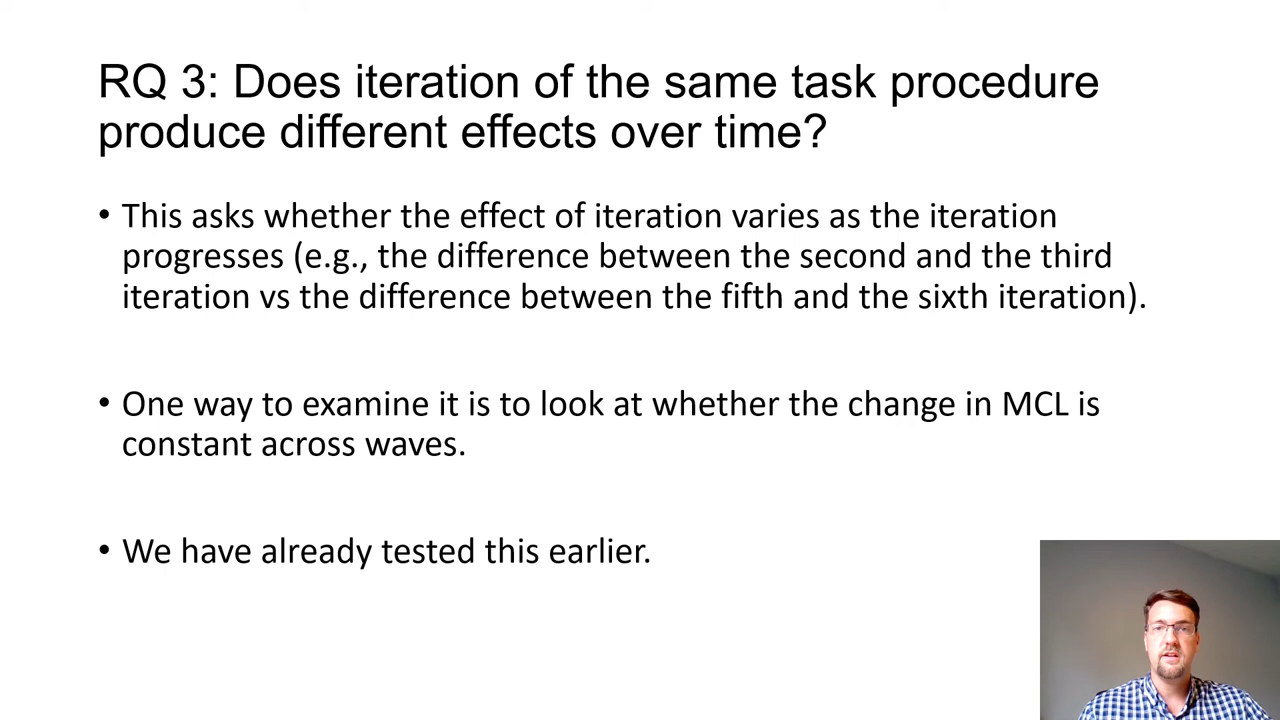 RQ 3: Does iteration of the same task procedure
produce different effects over time?
• This asks whether the effect of iteration varies as the iteration
progresses (e.g., the difference between the second and the third
iteration vs the difference between the fifth and the sixth iteration).
• One way to examine it is to look at whether the change in MCL is
constant across waves.
• We have already tested this earlier.